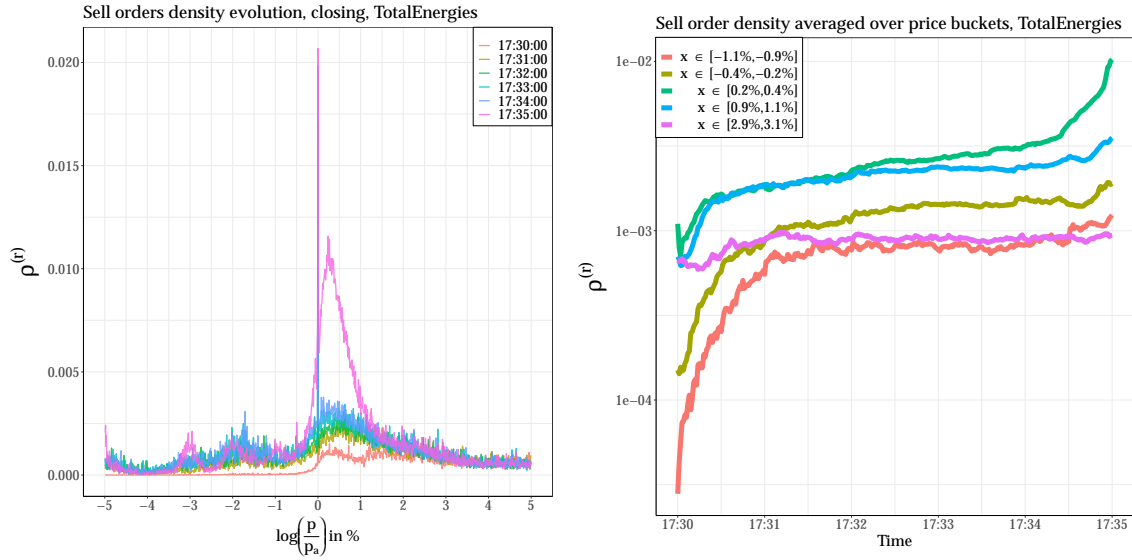 Sell orders density evolution, closing, TotalEnergies
17:30:00
17:31:00
17:32:00
17:33:00
17:34:00
17:35:00
0.020
0.015
0.010
0.005
0.000
ρ(r)
−5 −4 −3 −2 −1 0 1 2 3 4 5
log(p/pa) in %
Sell order density averaged over price buckets, TotalEnergies
x ∈ [−1.1%,−0.9%]
x ∈ [−0.4%,−0.2%]
x ∈ [0.2%,0.4%]
x ∈ [0.9%,1.1%]
x ∈ [2.9%,3.1%]
1e−02
1e−03
1e−04
ρ(r)
17:30 17:31 17:32 17:33 17:34 17:35
Time